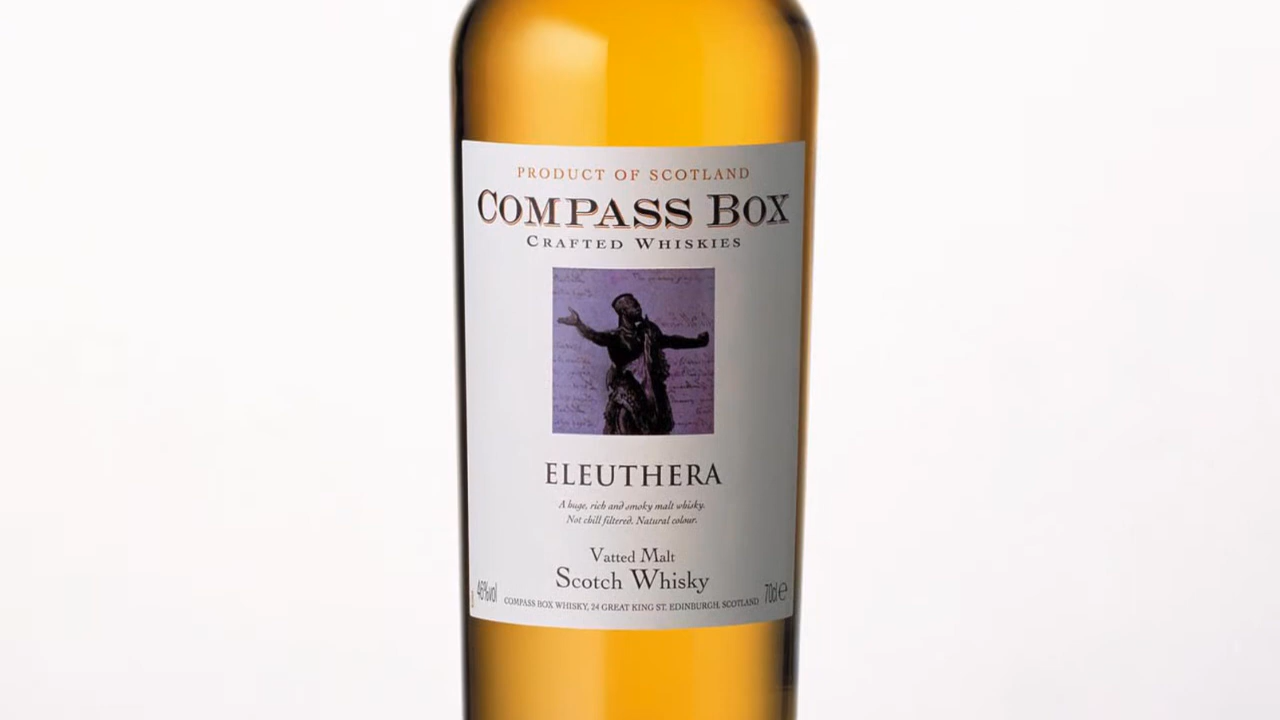 PRODUCT OF SCOTLAND
COMPASS BOX
CRAFTED WHISKIES
ELEUTHERA
A huge, rich and smoky malt whisky.
Not chill filtered. Natural colour.
Vatted Malt
Scotch Whisky
46%vol
COMPASS BOX WHISKY, 24 GREAT KING ST. EDINBURGH, SCOTLAND
70cl e